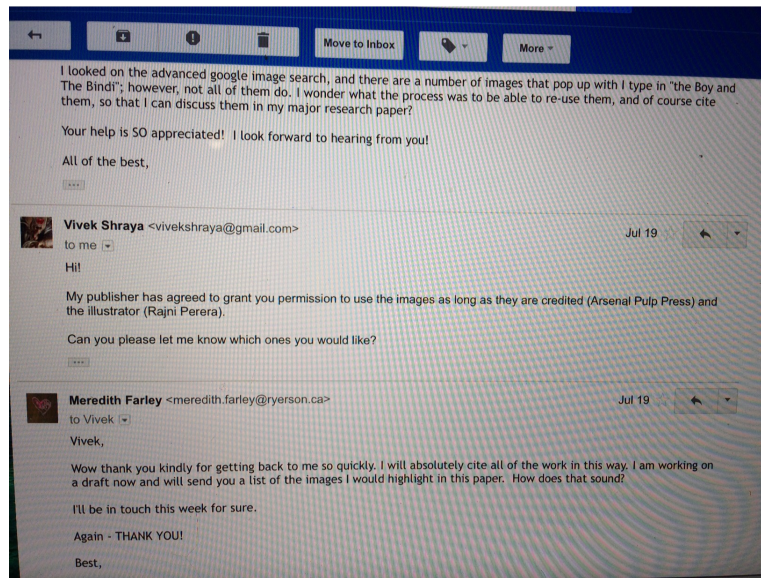 Move to Inbox
More
I looked on the advanced google image search, and there are a number of images that pop up with I type in "the Boy and
The Bindi"; however, not all of them do. I wonder what the process was to be able to re-use them, and of course cite
them, so that I can discuss them in my major research paper?
Your help is SO appreciated! I look forward to hearing from you!
All of the best,
Vivek Shraya <vivekshraya@gmail.com>
Jul 19
to me
Hi!
My publisher has agreed to grant you permission to use the images as long as they are credited (Arsenal Pulp Press) and
the illustrator (Rajni Perera).
Can you please let me know which ones you would like?
Meredith Farley <meredith.farley@ryerson.ca>
Jul 19
to Vivek
Vivek,
Wow thank you kindly for getting back to me so quickly. I will absolutely cite all of the work in this way. I am working on
a draft now and will send you a list of the images I would highlight in this paper. How does that sound?
I'll be in touch this week for sure.
Again - THANK YOU!
Best,